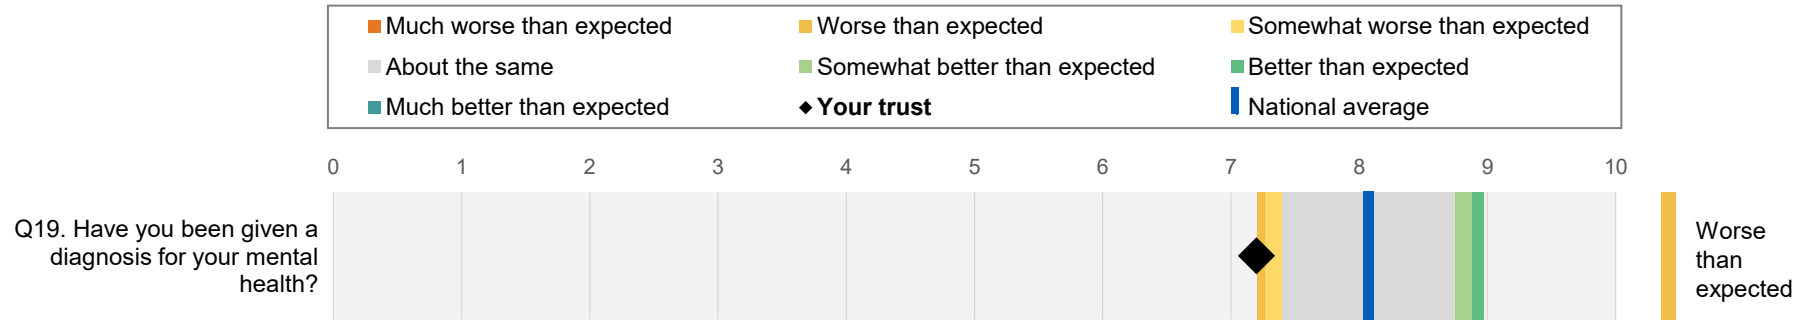 Much worse than expected
Worse than expected
Somewhat worse than expected
About the same
Somewhat better than expected
Better than expected
Much better than expected
Your trust
National average
0 1 2 3 4 5 6 7 8 9 10
Q19. Have you been given a
diagnosis for your mental
health?
Worse
than
expected